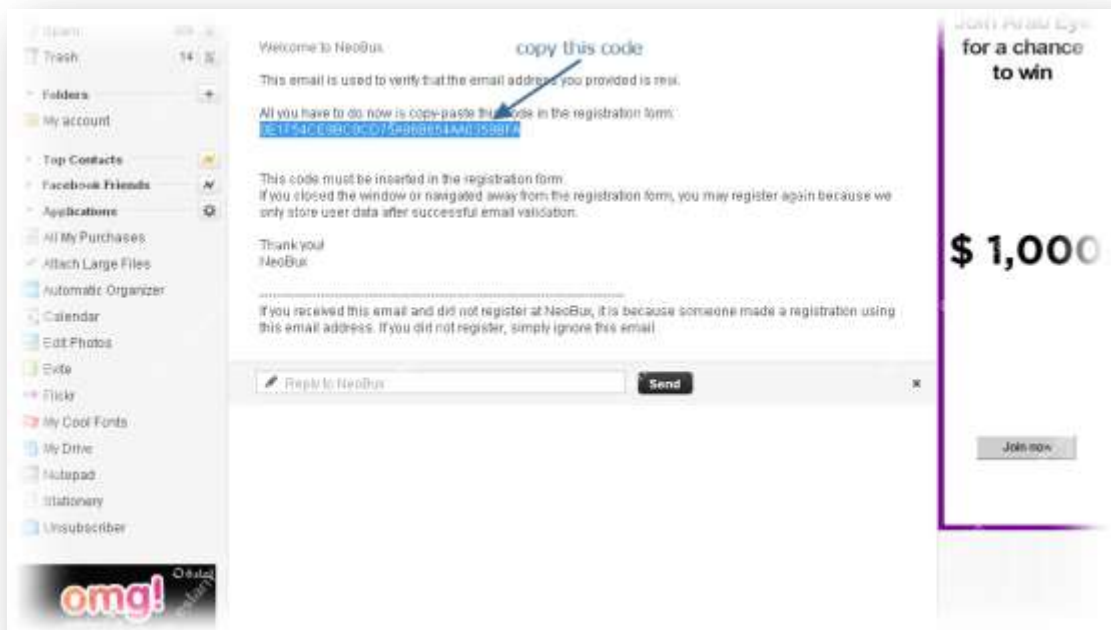 Spam
Trash 14
Folders +
My account
Top Contacts
Facebook Friends
Applications
All My Purchases
Attach Large Files
Automatic Organizer
Calendar
Edit Photos
Evite
Flickr
My Cool Fonts
My Drive
Notepad
Stationery
Unsubscriber
omg!
Welcome to NeoBux
copy this code
This email is used to verify that the email address you provided is real.
All you have to do now is copy-paste this code in the registration form:
This code must be inserted in the registration form.
If you closed the window or navigated away from the registration form, you may register again because we
only store user data after successful email validation.
Thank you!
NeoBux
If you received this email and did not register at NeoBux, it is because someone made a registration using
this email address. If you did not register, simply ignore this email.
Reply to NeoBux
Send
Join Arab Eye
for a chance
to win
$ 1,000
Join now